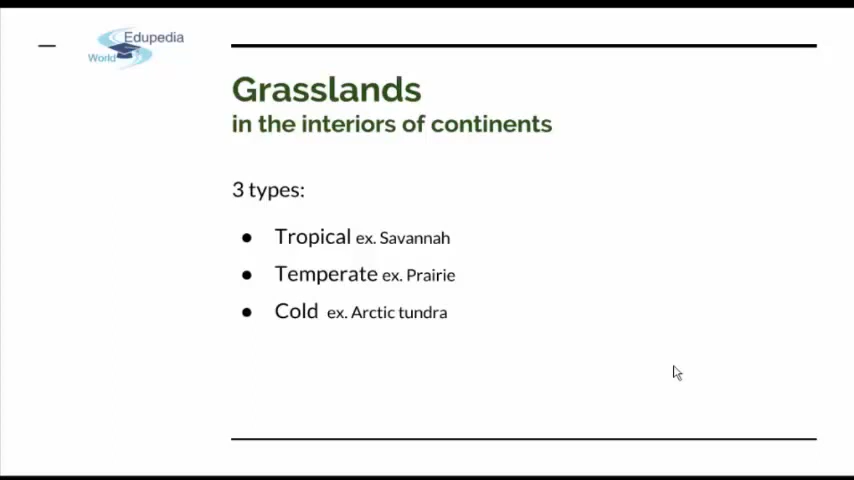 Edupedia
World
Grasslands
in the interiors of continents
3 types:
● Tropical ex. Savannah
● Temperate ex. Prairie
● Cold ex. Arctic tundra